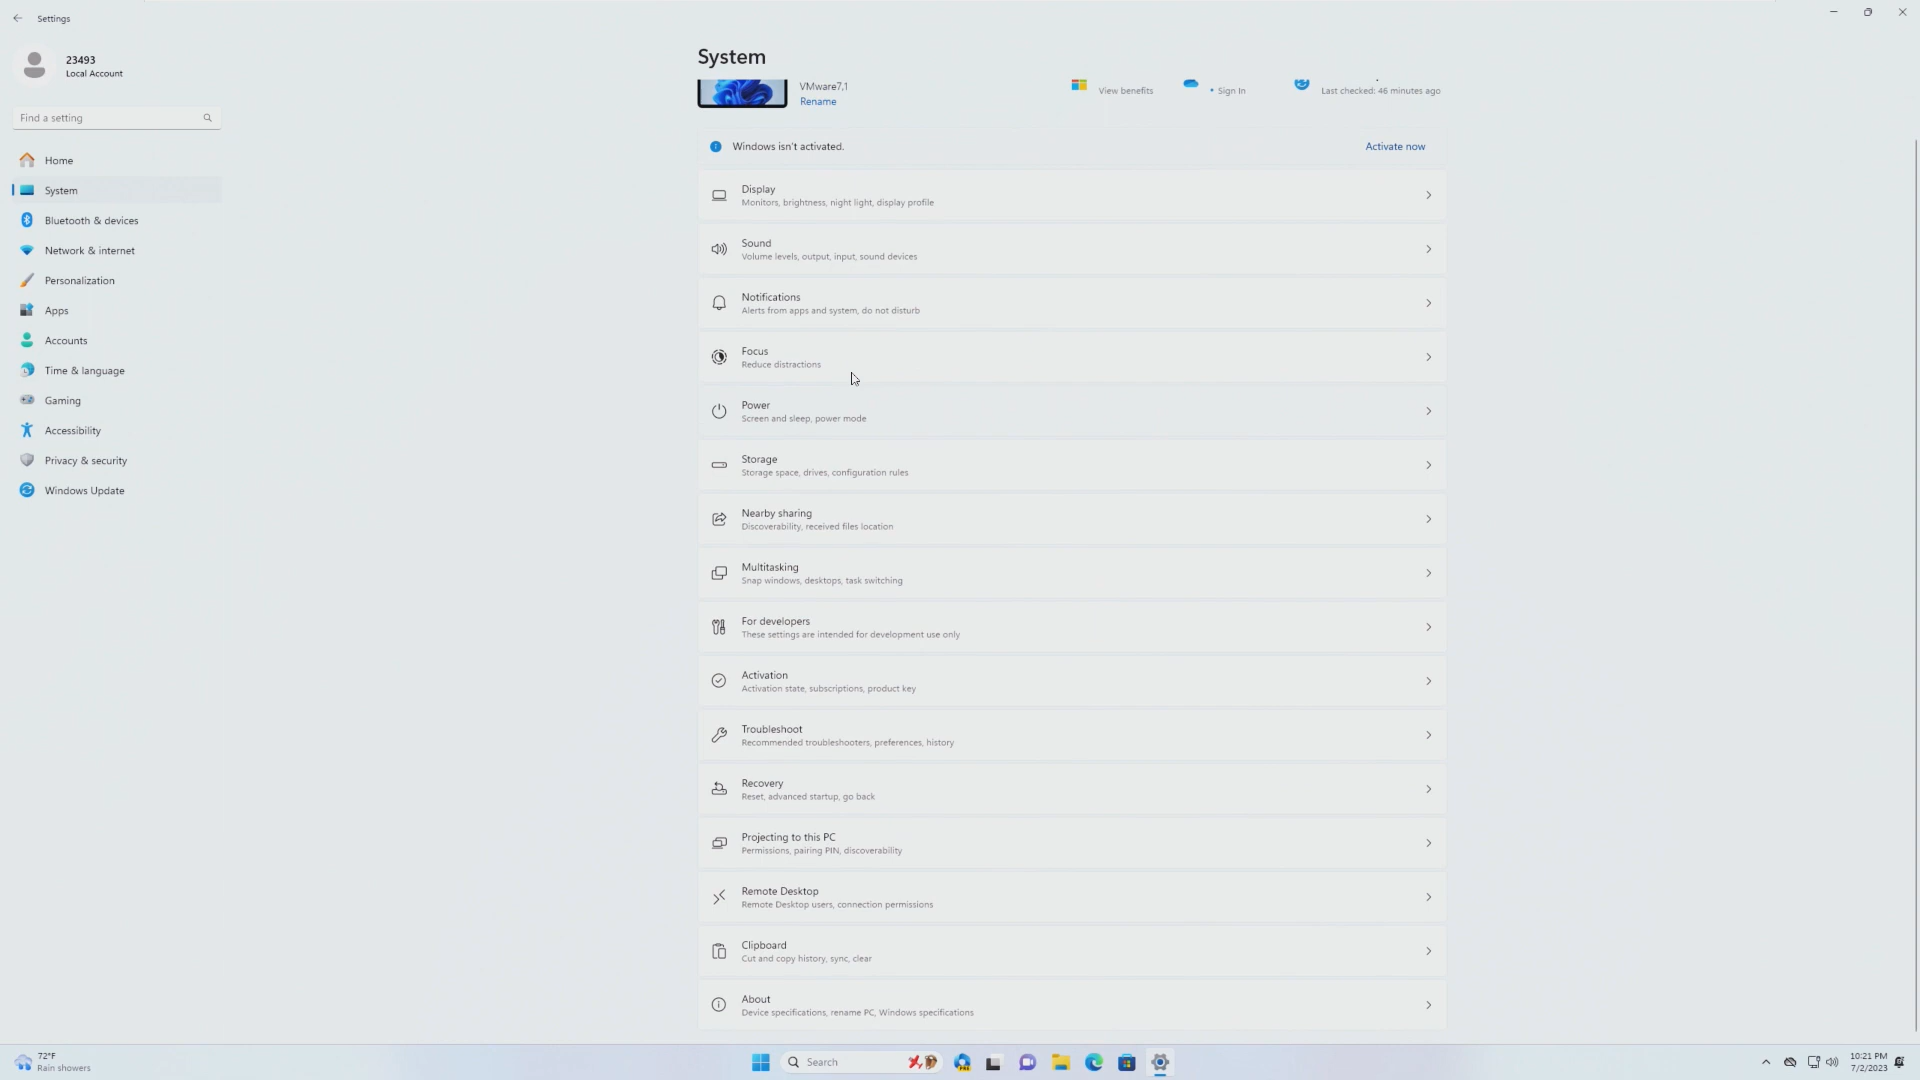 Settings
23493
Local Account
Find a setting
Home
System
Bluetooth & devices
Network & internet
Personalization
Apps
Accounts
Time & language
Gaming
Accessibility
Privacy & security
Windows Update
System
VMware7,1
Rename
View benefits
• Sign In
Last checked: 46 minutes ago
Windows isn't activated.
Activate now
Display
Monitors, brightness, night light, display profile
Sound
Volume levels, output, input, sound devices
Notifications
Alerts from apps and system, do not disturb
Focus
Reduce distractions
Power
Screen and sleep, power mode
Storage
Storage space, drives, configuration rules
Nearby sharing
Discoverability, received files location
Multitasking
Snap windows, desktops, task switching
For developers
These settings are intended for development use only
Activation
Activation state, subscriptions, product key
Troubleshoot
Recommended troubleshooters, preferences, history
Recovery
Reset, advanced startup, go back
Projecting to this PC
Permissions, pairing PIN, discoverability
Remote Desktop
Remote Desktop users, connection permissions
Clipboard
Cut and copy history, sync, clear
About
Device specifications, rename PC, Windows specifications
72°F
Rain showers
Search
10:21 PM
7/2/2023